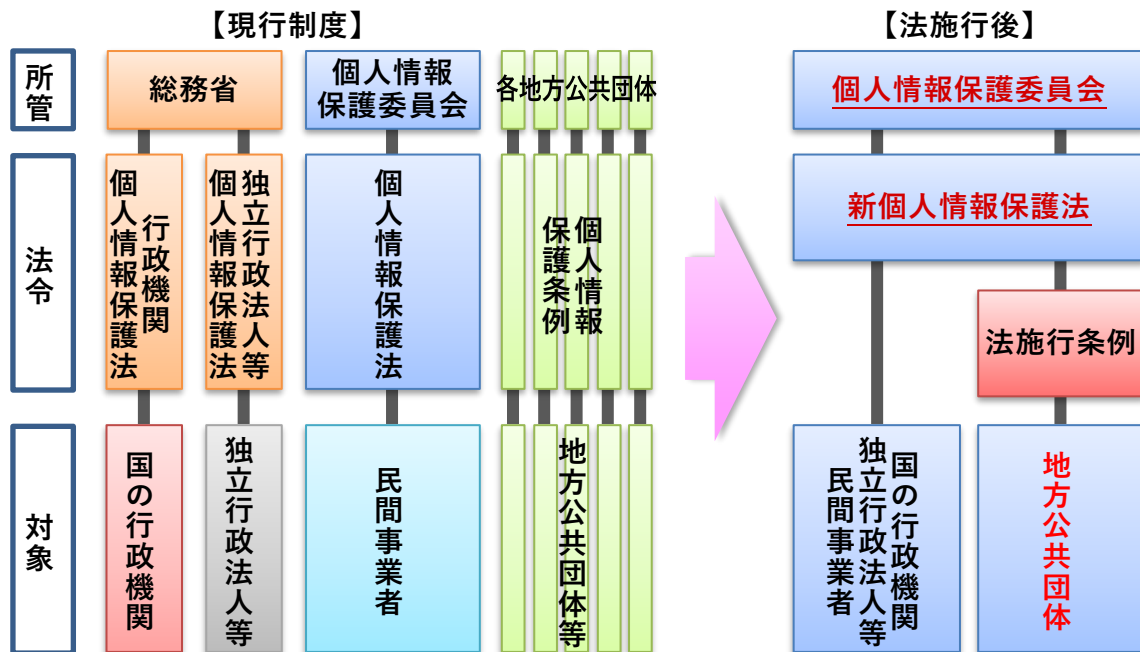 【現行制度】
【法施行後】
所管
総務省
個人情報
保護委員会
各地方公共団体
個人情報保護委員会
法令
行政機関
個人情報保護法
独立行政法人等
個人情報保護法
個人情報保護法
個人情報
保護条例
新個人情報保護法
法施行条例
対象
国の行政機関
独立行政法人等
民間事業者
地方公共団体等
国の行政機関
独立行政法人等
民間事業者
地方公共団体